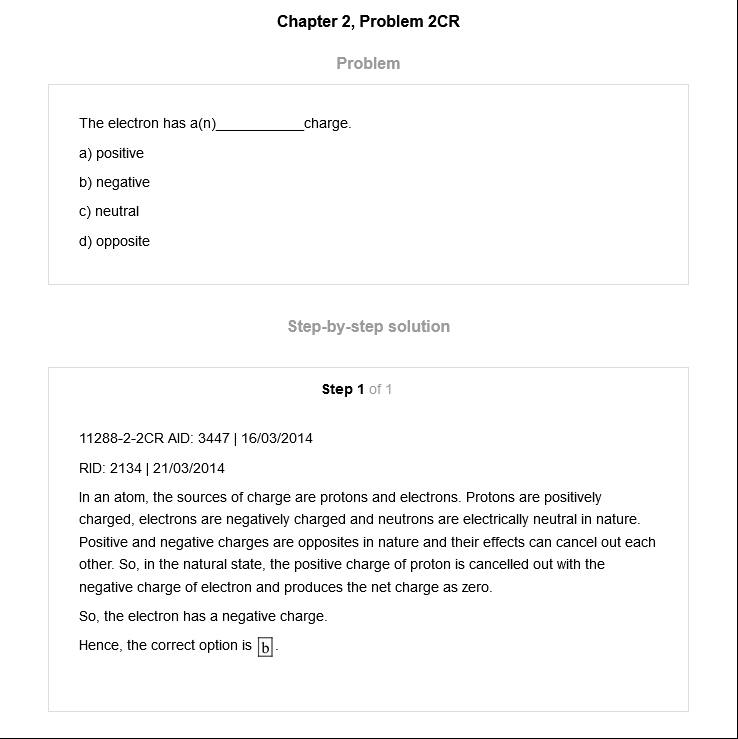 Chapter 2, Problem 2CR
Problem
The electron has a(n)___________charge.
a) positive
b) negative
c) neutral
d) opposite
Step-by-step solution
Step 1 of 1
11288-2-2CR AID: 3447 | 16/03/2014
RID: 2134 | 21/03/2014
In an atom, the sources of charge are protons and electrons. Protons are positively
charged, electrons are negatively charged and neutrons are electrically neutral in nature.
Positive and negative charges are opposites in nature and their effects can cancel out each
other. So, in the natural state, the positive charge of proton is cancelled out with the
negative charge of electron and produces the net charge as zero.
So, the electron has a negative charge.
Hence, the correct option is b.